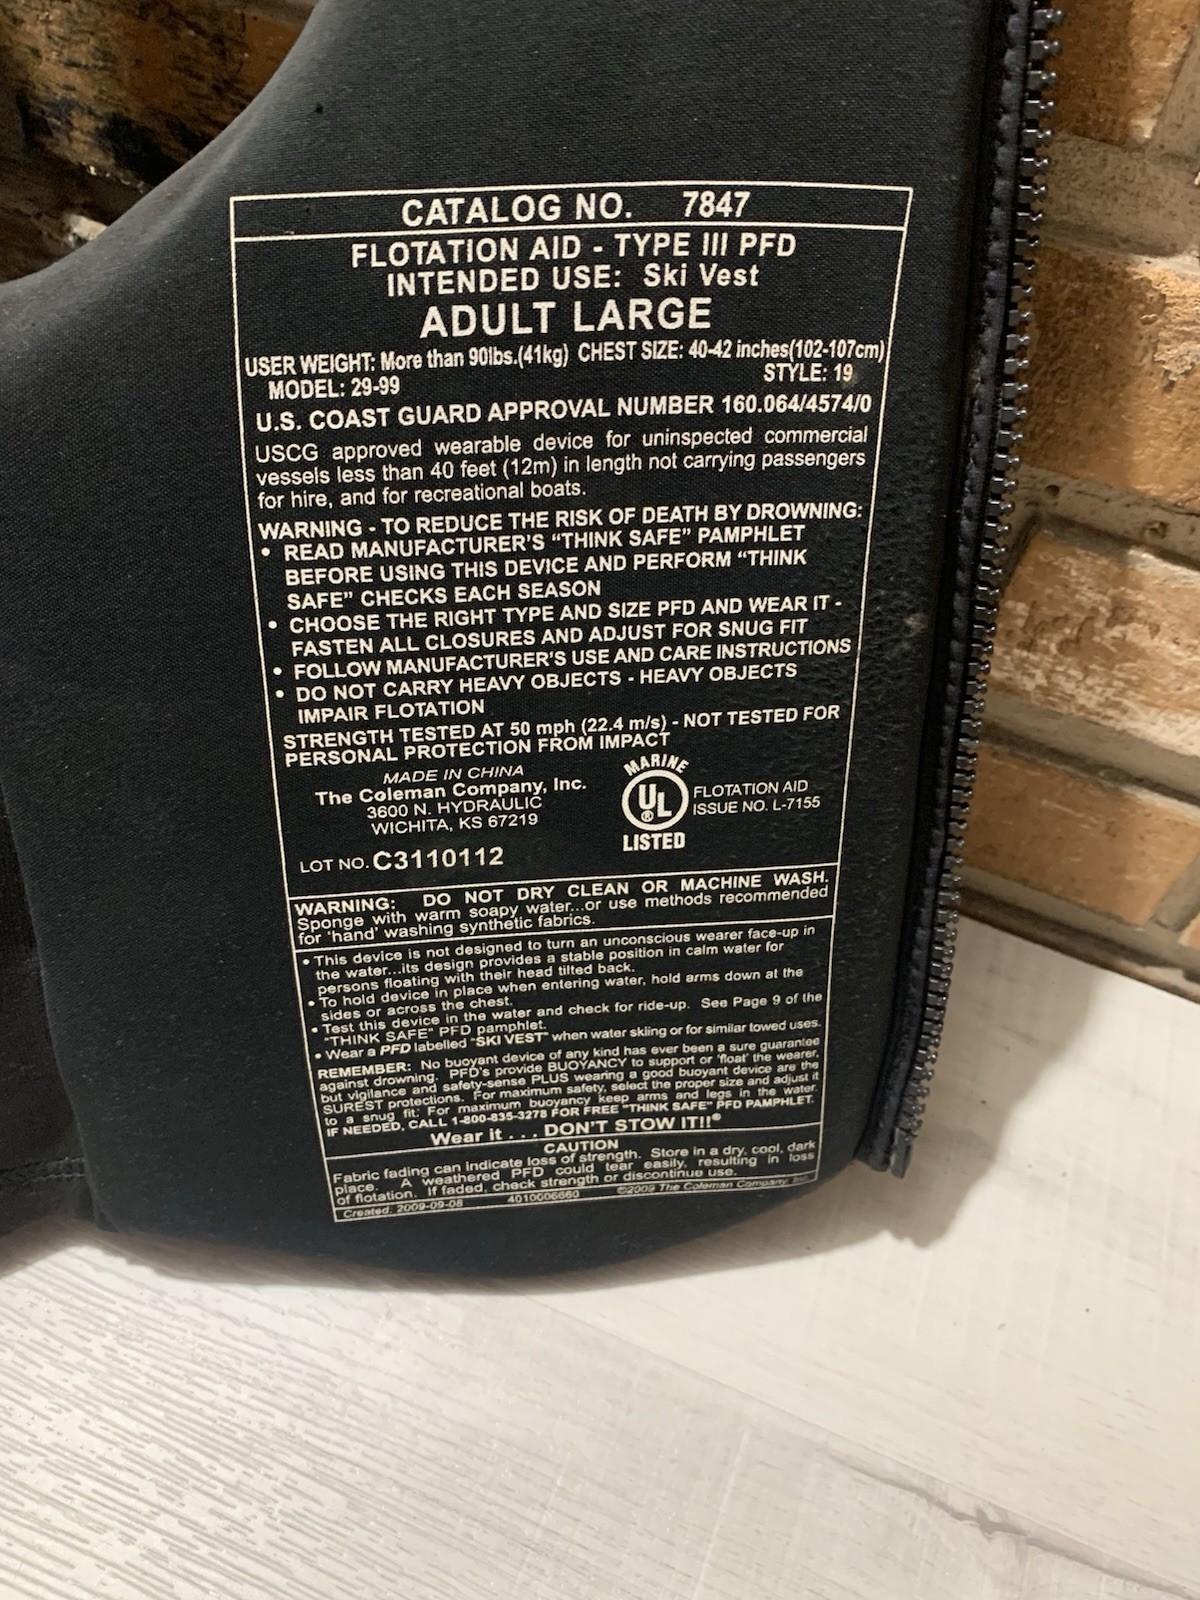 CATALOG NO. 7847
FLOTATION AID - TYPE III PFD
INTENDED USE: Ski Vest
ADULT LARGE
USER WEIGHT: More than 90lbs.(41kg) CHEST SIZE: 40-42 inches(102-107cm)
MODEL: 29-99 STYLE: 19
U.S. COAST GUARD APPROVAL NUMBER 160.064/4574/0
USCG approved wearable device for uninspected commercial
vessels less than 40 feet (12m) in length not carrying passengers
for hire, and for recreational boats.
WARNING - TO REDUCE THE RISK OF DEATH BY DROWNING:
• READ MANUFACTURER'S "THINK SAFE" PAMPHLET
BEFORE USING THIS DEVICE AND PERFORM "THINK
SAFE" CHECKS EACH SEASON
• CHOOSE THE RIGHT TYPE AND SIZE PFD AND WEAR IT -
FASTEN ALL CLOSURES AND ADJUST FOR SNUG FIT
• FOLLOW MANUFACTURER'S USE AND CARE INSTRUCTIONS
• DO NOT CARRY HEAVY OBJECTS - HEAVY OBJECTS
IMPAIR FLOTATION
STRENGTH TESTED AT 50 mph (22.4 m/s) - NOT TESTED FOR
PERSONAL PROTECTION FROM IMPACT
MADE IN CHINA
The Coleman Company, Inc.
3600 N. HYDRAULIC
WICHITA, KS 67219
LOT NO. C3110112
MARINE
UL ®
LISTED
FLOTATION AID
ISSUE NO. L-7155
WARNING: DO NOT DRY CLEAN OR MACHINE WASH.
Sponge with warm soapy water...or use methods recommended
for 'hand' washing synthetic fabrics.
• This device is not designed to turn an unconscious wearer face-up in
the water...its design provides a stable position in calm water for
persons floating with their head tilted back.
• To hold device in place when entering water, hold arms down at the
sides or across the chest.
• Test this device in the water and check for ride-up. See Page 9 of the
"THINK SAFE" PFD pamphlet.
• Wear a PFD labelled "SKI VEST" when water skiing or for similar towed uses.
REMEMBER: No buoyant device of any kind has ever been a sure guarantee
against drowning. PFD's provide BUOYANCY to support or 'float' the wearer,
but vigilance and safety-sense PLUS wearing a good buoyant device are the
SUREST protections. For maximum safety, select the proper size and adjust it
to a snug fit. For maximum buoyancy keep arms and legs in the water.
IF NEEDED, CALL 1-800-835-3278 FOR FREE "THINK SAFE" PFD PAMPHLET.
Wear it . . . DON'T STOW IT!!®
CAUTION
Fabric fading can indicate loss of strength. Store in a dry, cool, dark
place. A weathered PFD could tear easily, resulting in loss
of flotation. If faded, check strength or discontinue use.
Created: 2009-09-08 4010006660 ©2009 The Coleman Company, Inc.